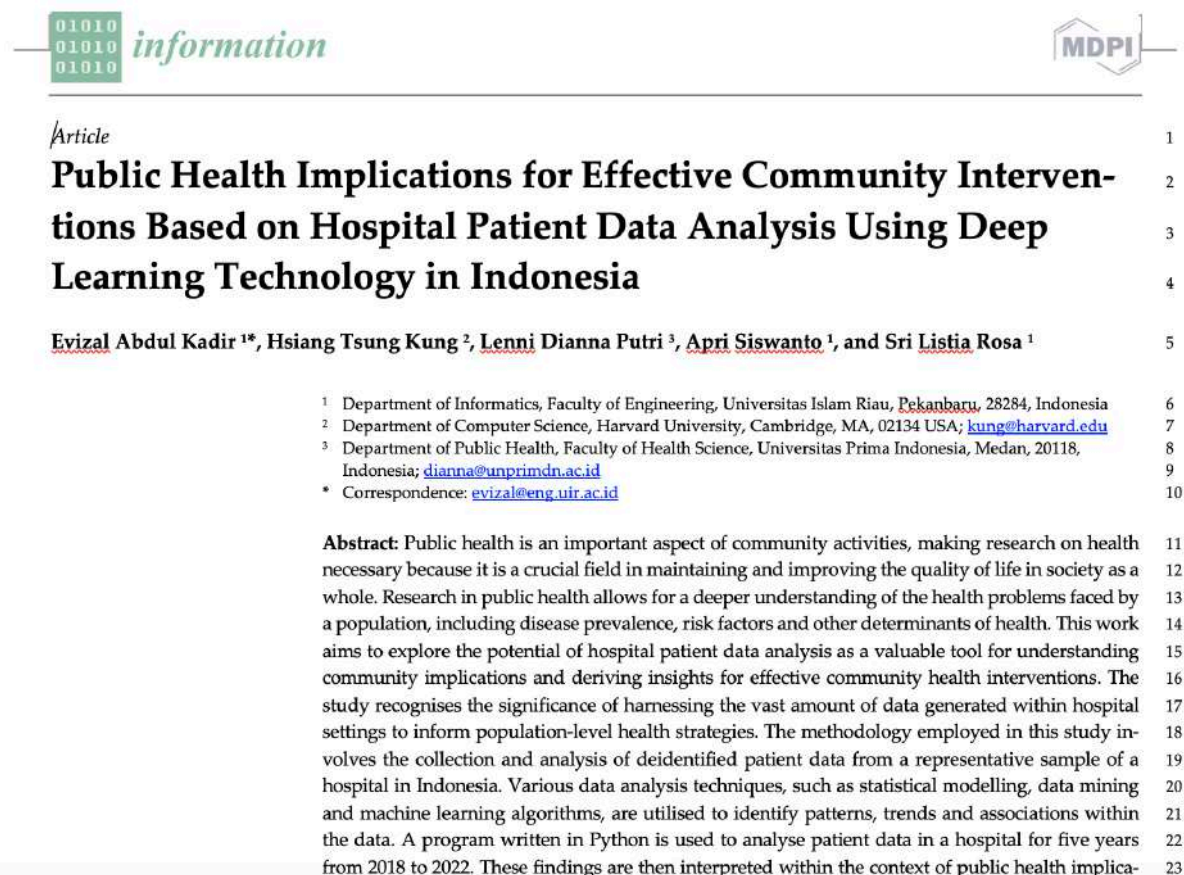 01010
01010
01010
information
MDPI
Article 1
Public Health Implications for Effective Community Interven- 2
tions Based on Hospital Patient Data Analysis Using Deep 3
Learning Technology in Indonesia 4
Evizal Abdul Kadir ¹*, Hsiang Tsung Kung ², Lenni Dianna Putri ³, Apri Siswanto ¹, and Sri Listia Rosa ¹ 5
¹ Department of Informatics, Faculty of Engineering, Universitas Islam Riau, Pekanbaru, 28284, Indonesia 6
² Department of Computer Science, Harvard University, Cambridge, MA, 02134 USA; kung@harvard.edu 7
³ Department of Public Health, Faculty of Health Science, Universitas Prima Indonesia, Medan, 20118, 8
Indonesia; dianna@unprimdn.ac.id 9
* Correspondence: evizal@eng.uir.ac.id 10
Abstract: Public health is an important aspect of community activities, making research on health 11
necessary because it is a crucial field in maintaining and improving the quality of life in society as a 12
whole. Research in public health allows for a deeper understanding of the health problems faced by 13
a population, including disease prevalence, risk factors and other determinants of health. This work 14
aims to explore the potential of hospital patient data analysis as a valuable tool for understanding 15
community implications and deriving insights for effective community health interventions. The 16
study recognises the significance of harnessing the vast amount of data generated within hospital 17
settings to inform population-level health strategies. The methodology employed in this study in- 18
volves the collection and analysis of deidentified patient data from a representative sample of a 19
hospital in Indonesia. Various data analysis techniques, such as statistical modelling, data mining 20
and machine learning algorithms, are utilised to identify patterns, trends and associations within 21
the data. A program written in Python is used to analyse patient data in a hospital for five years 22
from 2018 to 2022. These findings are then interpreted within the context of public health implica- 23